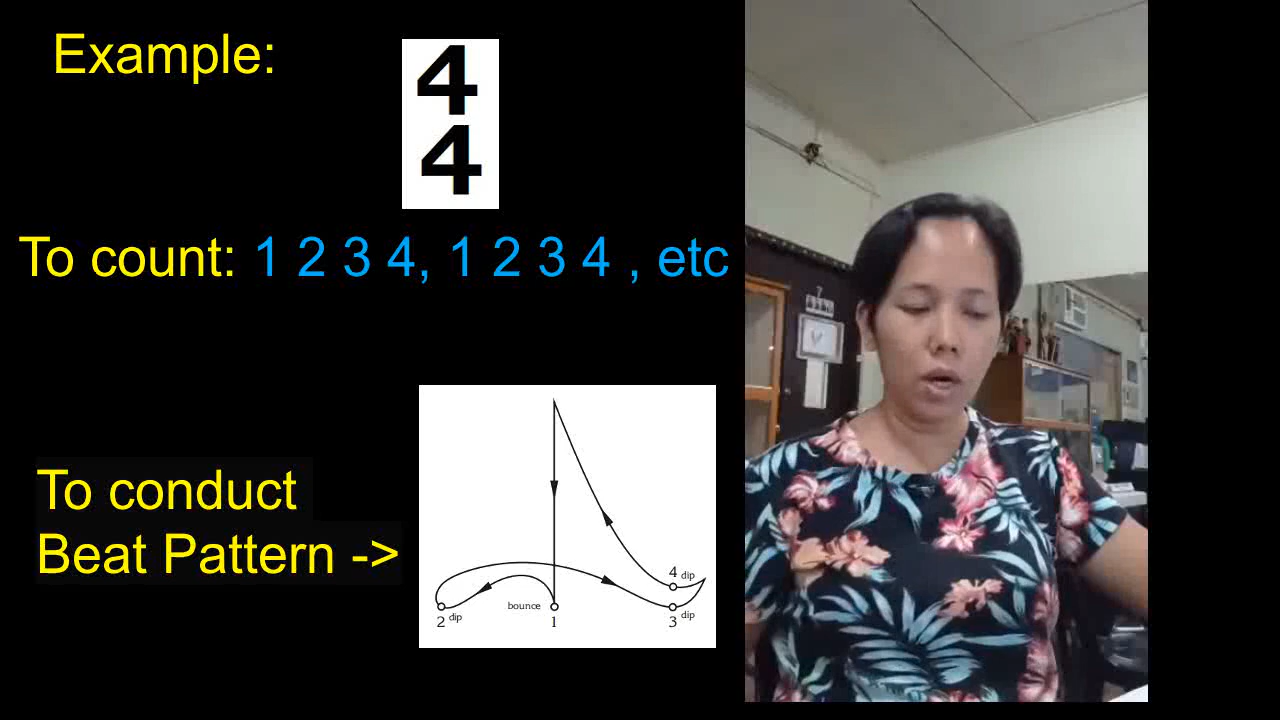 Example:
4
4
To count: 1 2 3 4, 1 2 3 4 , etc
To conduct
Beat Pattern ->
4 dip
bounce
2 dip
1
3 dip